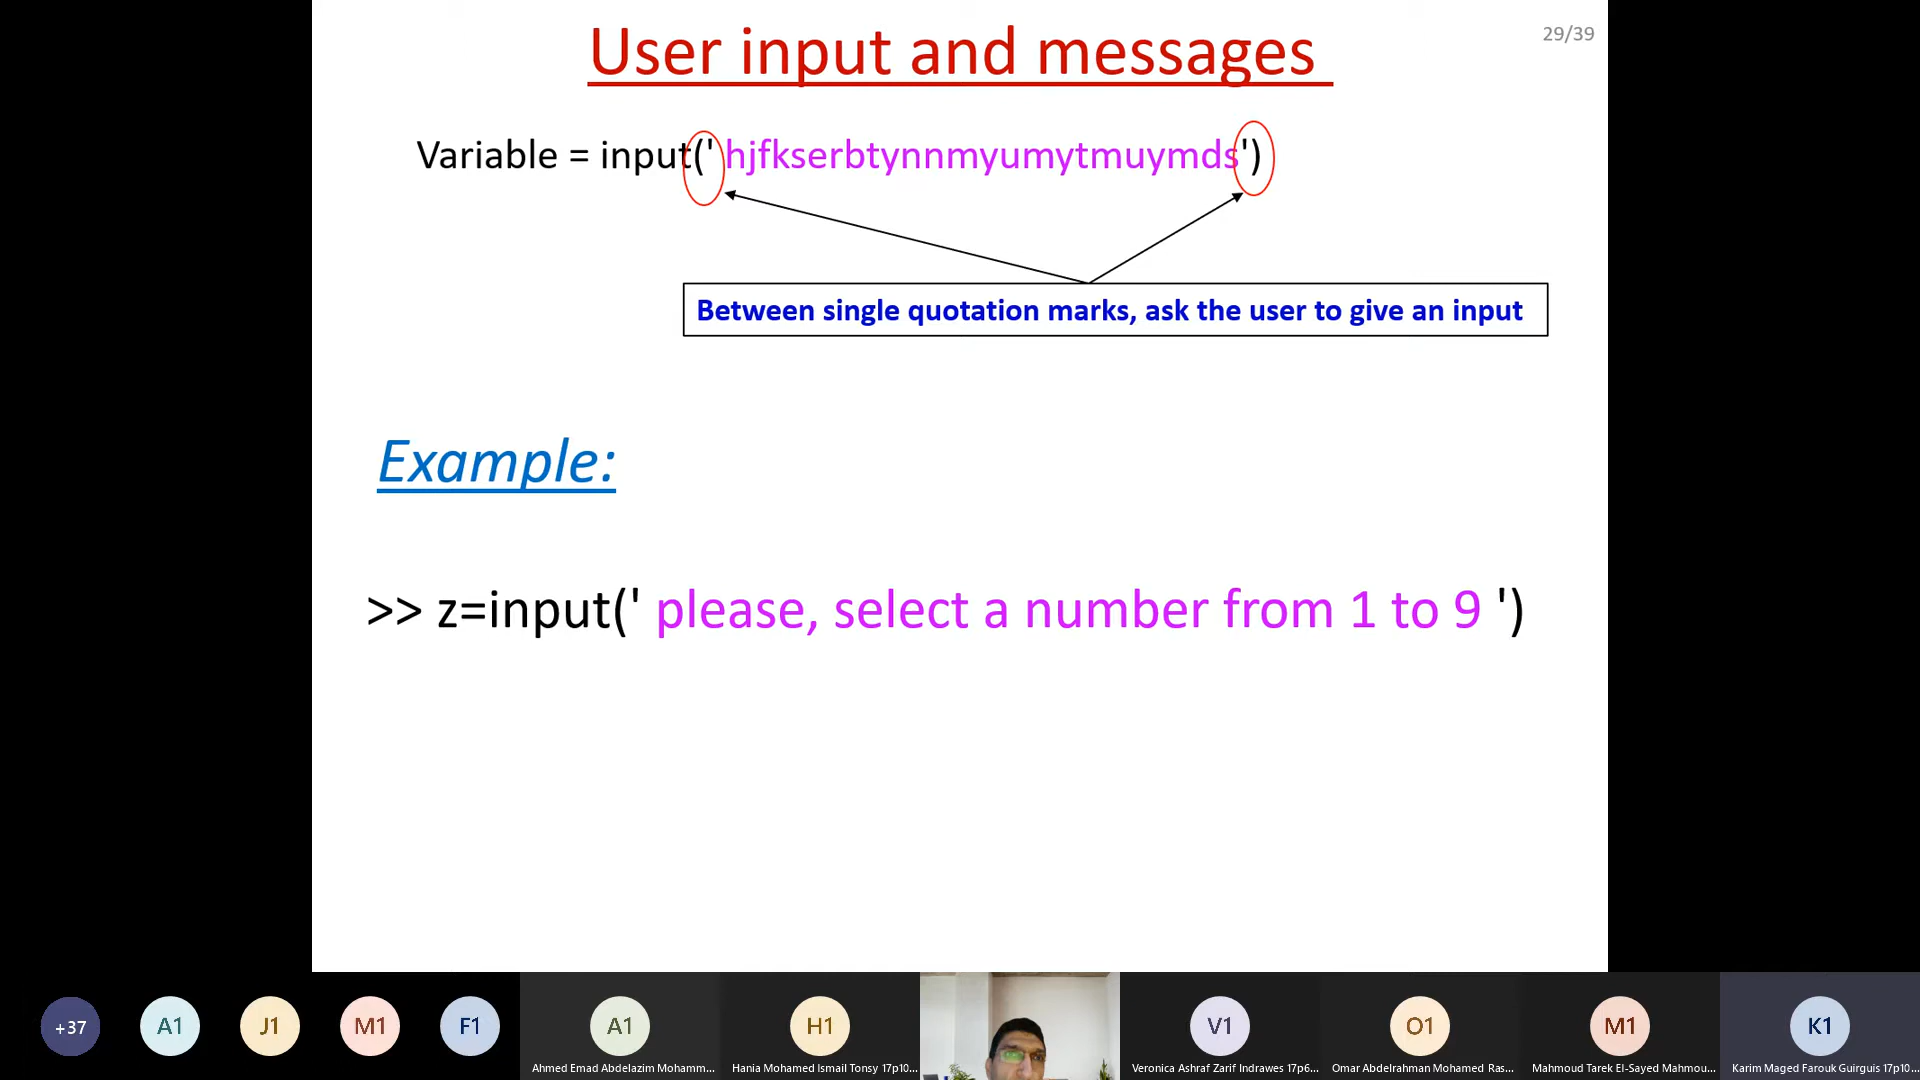 User input and messages
29/39
Variable = input(' hjfkserbtynnmyumytmuymds')
Between single quotation marks, ask the user to give an input
Example:
>> z=input(' please, select a number from 1 to 9 ')
+37
A1
J1
M1
F1
A1
H1
V1
O1
M1
K1
Ahmed Emad Abdelazim Mohamm...
Hania Mohamed Ismail Tonsy 17p10...
Veronica Ashraf Zarif Indrawes 17p6...
Omar Abdelrahman Mohamed Ras...
Mahmoud Tarek El-Sayed Mahmou...
Karim Maged Farouk Guirguis 17p10...